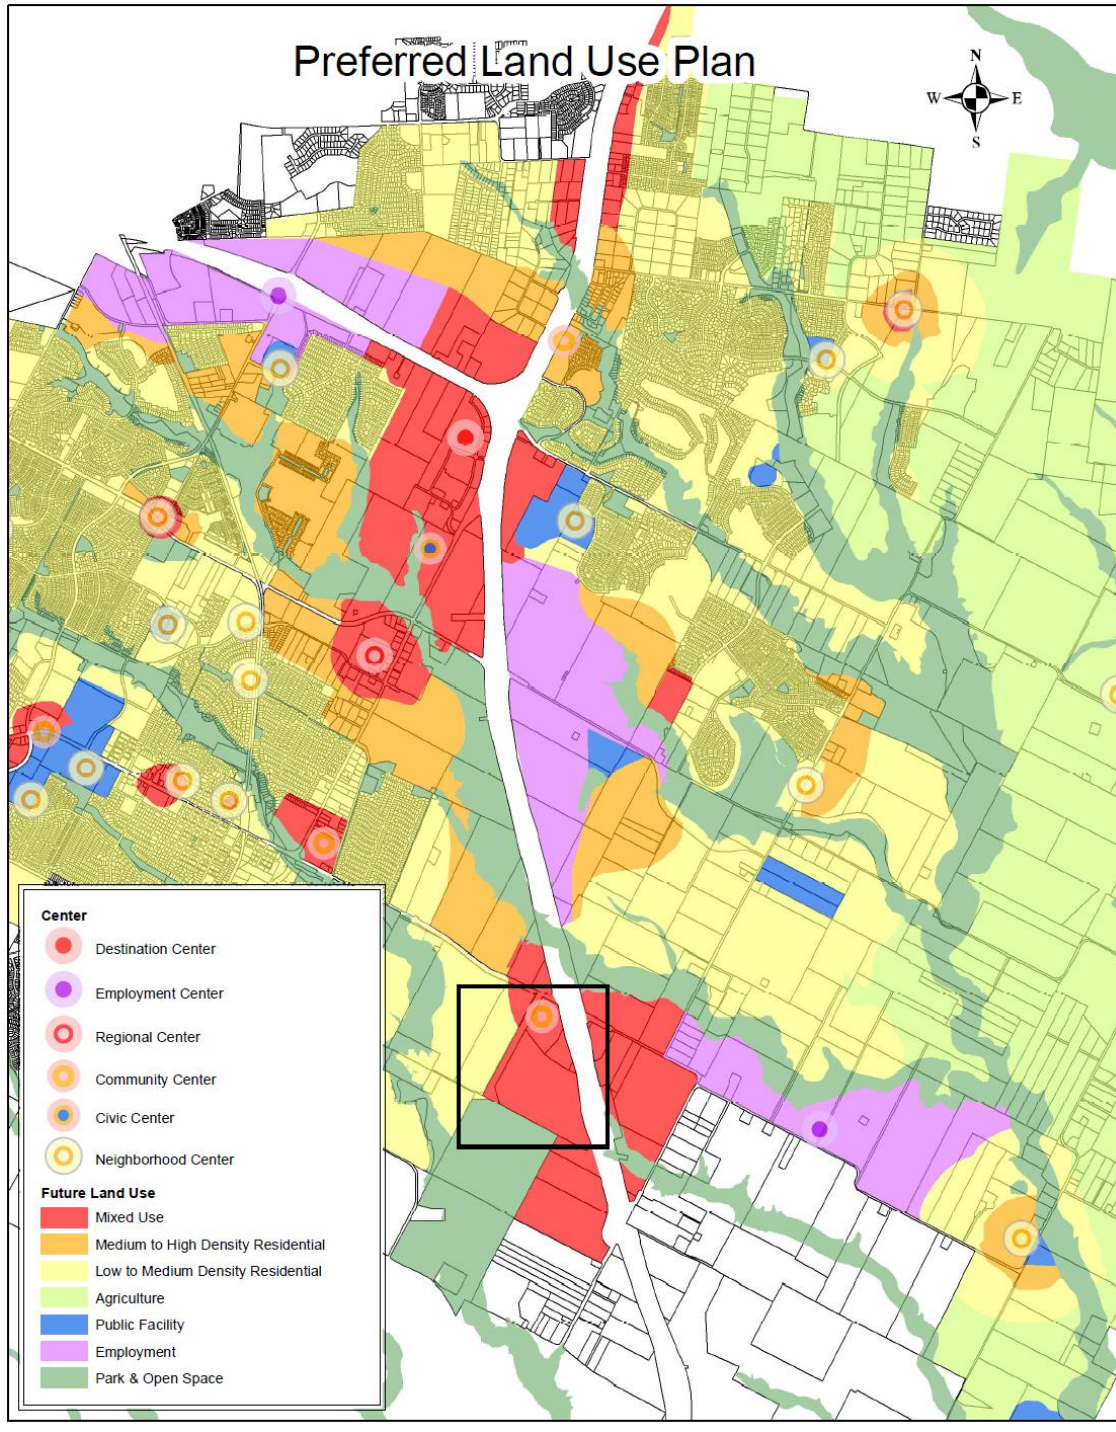 Preferred Land Use Plan
N
W
E
S
Center
Destination Center
Employment Center
Regional Center
Community Center
Civic Center
Neighborhood Center
Future Land Use
Mixed Use
Medium to High Density Residential
Low to Medium Density Residential
Agriculture
Public Facility
Employment
Park & Open Space